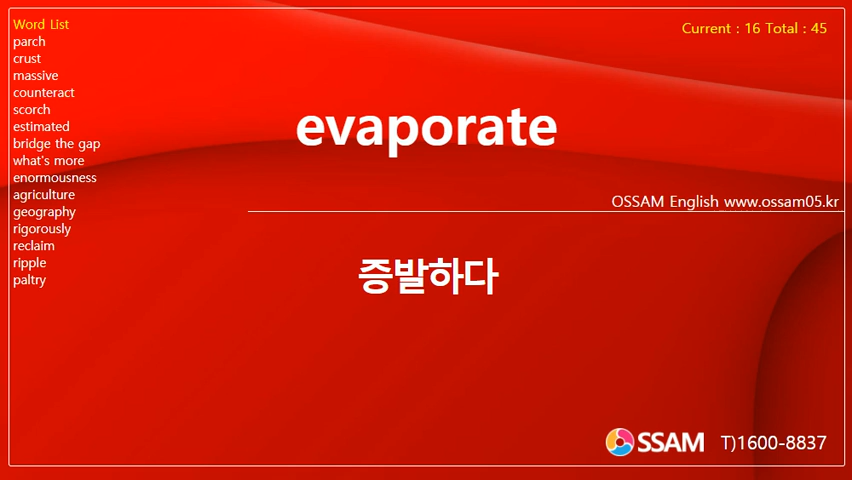 Word List
parch
crust
massive
counteract
scorch
estimated
bridge the gap
what's more
enormousness
agriculture
geography
rigorously
reclaim
ripple
paltry
Current : 16 Total : 45
evaporate
OSSAM English www.ossam05.kr
증발하다
OSSAM T)1600-8837